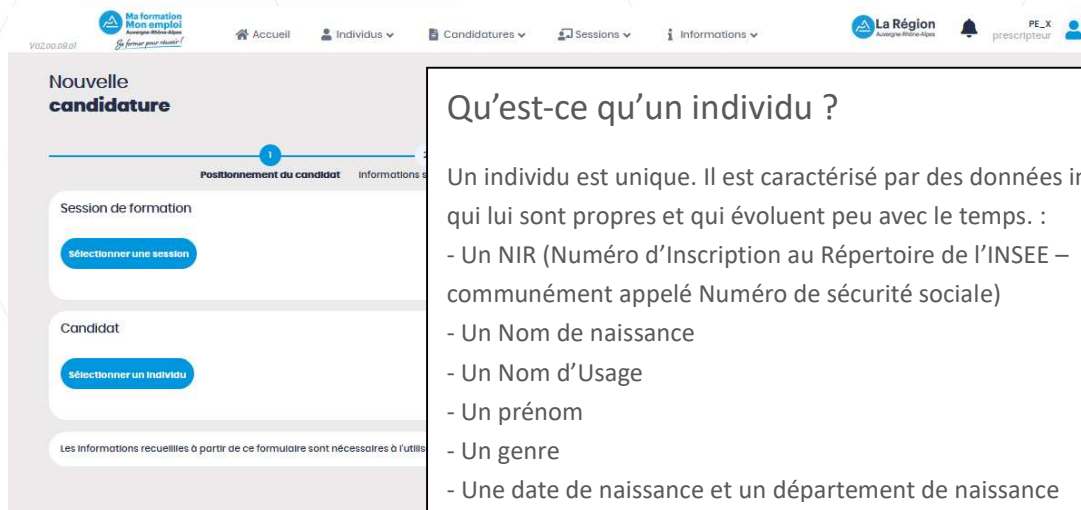 Ma formation
Mon emploi
Auvergne-Rhône-Alpes
Se former pour réussir !
V02.00.09.01
Accueil
Individus
Candidatures
Sessions
Informations
La Région
Auvergne-Rhône-Alpes
PE_X
prescripteur
Nouvelle
candidature
1
2
Positionnement du candidat
Informations s
Session de formation
Sélectionner une session
Candidat
Sélectionner un individu
Les informations recueillies à partir de ce formulaire sont nécessaires à l'utilis
Qu’est-ce qu’un individu ?
Un individu est unique. Il est caractérisé par des données in
qui lui sont propres et qui évoluent peu avec le temps. :
- Un NIR (Numéro d’Inscription au Répertoire de l’INSEE –
communément appelé Numéro de sécurité sociale)
- Un Nom de naissance
- Un Nom d’Usage
- Un prénom
- Un genre
- Une date de naissance et un département de naissance